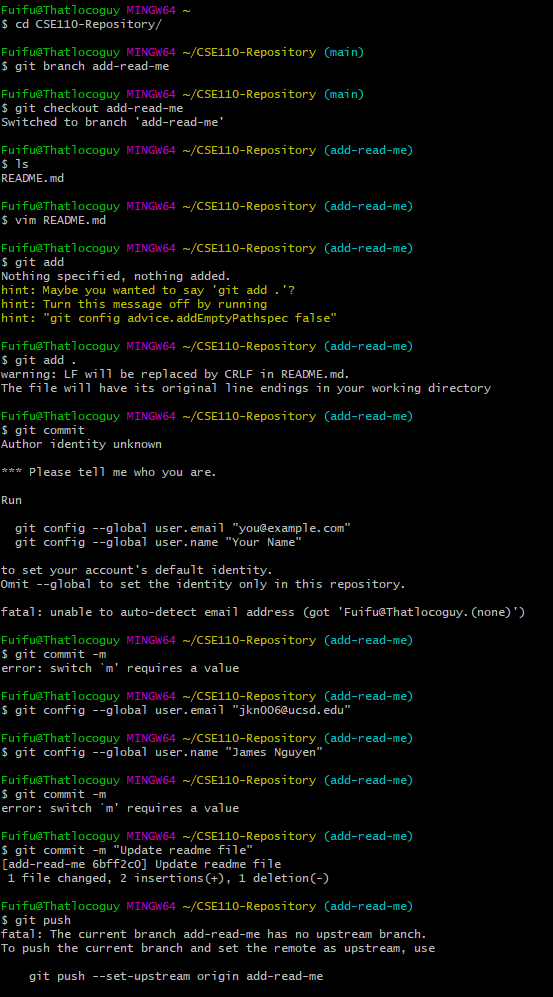 Fuifu@Thatlocoguy MINGW64 ~
$ cd CSE110-Repository/
Fuifu@Thatlocoguy MINGW64 ~/CSE110-Repository (main)
$ git branch add-read-me
Fuifu@Thatlocoguy MINGW64 ~/CSE110-Repository (main)
$ git checkout add-read-me
Switched to branch 'add-read-me'
Fuifu@Thatlocoguy MINGW64 ~/CSE110-Repository (add-read-me)
$ ls
README.md
Fuifu@Thatlocoguy MINGW64 ~/CSE110-Repository (add-read-me)
$ vim README.md
Fuifu@Thatlocoguy MINGW64 ~/CSE110-Repository (add-read-me)
$ git add
Nothing specified, nothing added.
hint: Maybe you wanted to say 'git add .'?
hint: Turn this message off by running
hint: "git config advice.addEmptyPathspec false"
Fuifu@Thatlocoguy MINGW64 ~/CSE110-Repository (add-read-me)
$ git add .
warning: LF will be replaced by CRLF in README.md.
The file will have its original line endings in your working directory
Fuifu@Thatlocoguy MINGW64 ~/CSE110-Repository (add-read-me)
$ git commit
Author identity unknown
*** Please tell me who you are.
Run
git config --global user.email "you@example.com"
git config --global user.name "Your Name"
to set your account's default identity.
Omit --global to set the identity only in this repository.
fatal: unable to auto-detect email address (got 'Fuifu@Thatlocoguy.(none)')
Fuifu@Thatlocoguy MINGW64 ~/CSE110-Repository (add-read-me)
$ git commit -m
error: switch `m' requires a value
Fuifu@Thatlocoguy MINGW64 ~/CSE110-Repository (add-read-me)
$ git config --global user.email "jkn006@ucsd.edu"
Fuifu@Thatlocoguy MINGW64 ~/CSE110-Repository (add-read-me)
$ git config --global user.name "James Nguyen"
Fuifu@Thatlocoguy MINGW64 ~/CSE110-Repository (add-read-me)
$ git commit -m
error: switch `m' requires a value
Fuifu@Thatlocoguy MINGW64 ~/CSE110-Repository (add-read-me)
$ git commit -m "Update readme file"
[add-read-me 6bff2c0] Update readme file
1 file changed, 2 insertions(+), 1 deletion(-)
Fuifu@Thatlocoguy MINGW64 ~/CSE110-Repository (add-read-me)
$ git push
fatal: The current branch add-read-me has no upstream branch.
To push the current branch and set the remote as upstream, use
git push --set-upstream origin add-read-me